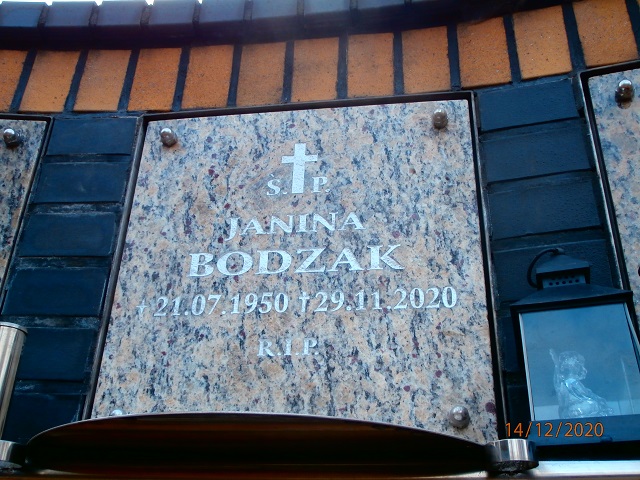 Ś. P.
JANINA
BODZAK
✝ 21.07.1950 ✝ 29.11.2020
R.I.P.
14/12/2020